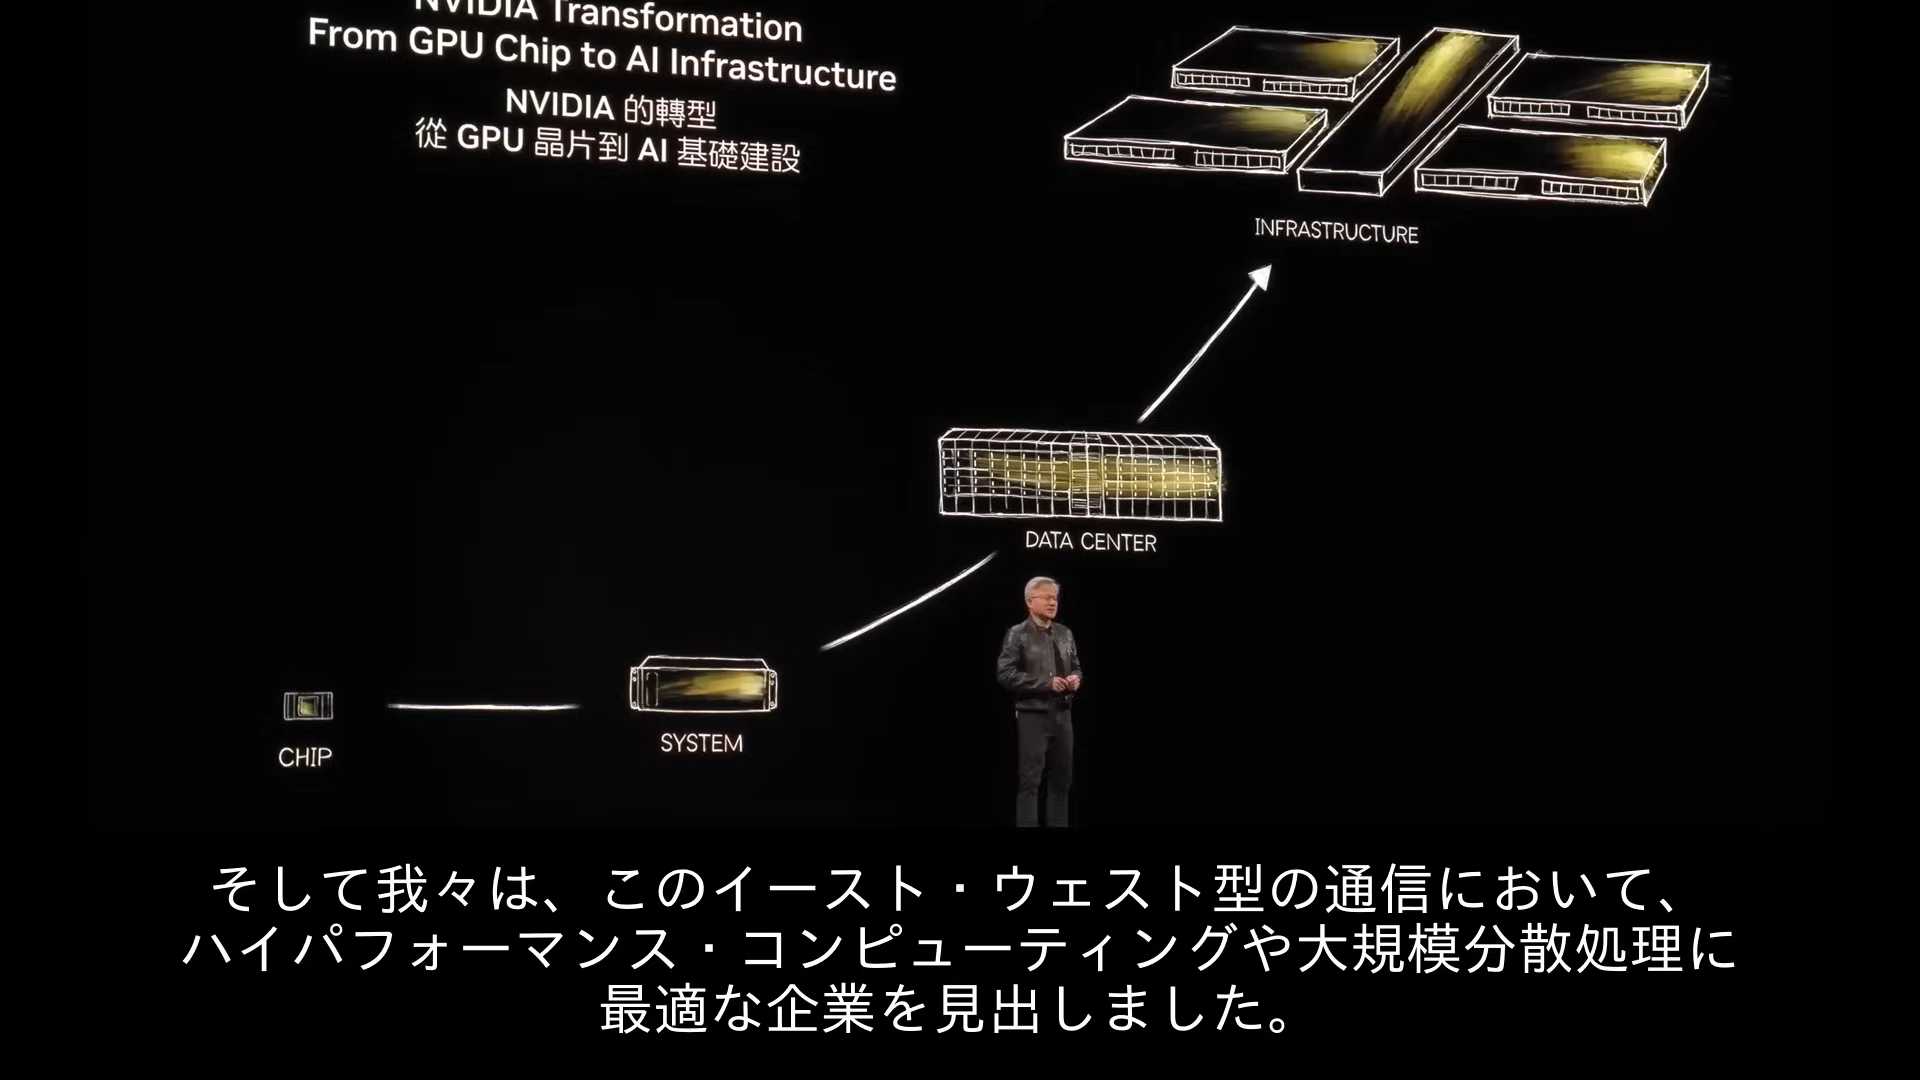 NVIDIA Transformation
From GPU Chip to AI Infrastructure
NVIDIA 的轉型
從 GPU 晶片到 AI 基礎建設
INFRASTRUCTURE
DATA CENTER
SYSTEM
CHIP
そして我々は、このイースト・ウェスト型の通信において、
ハイパフォーマンス・コンピューティングや大規模分散処理に
最適な企業を見出しました。